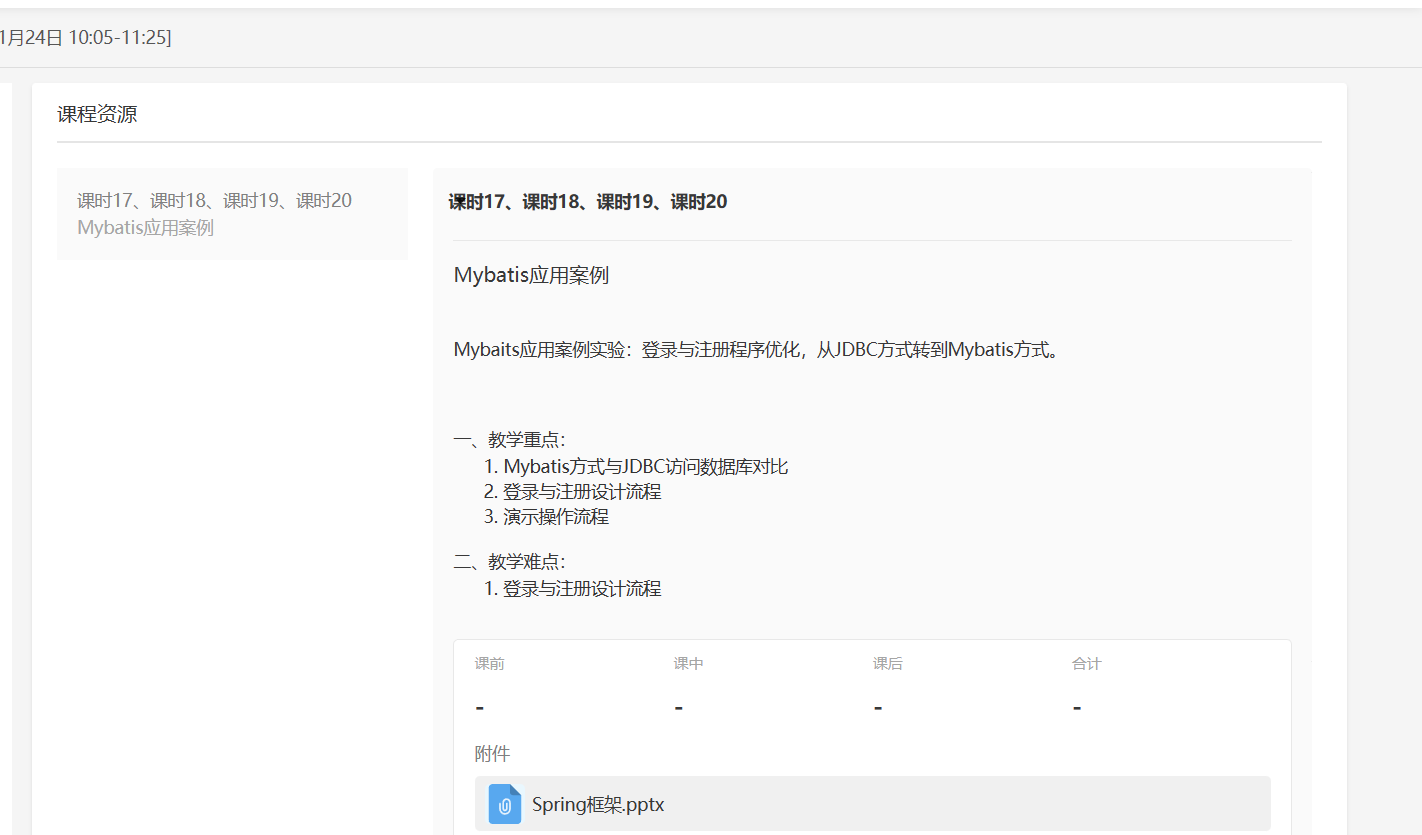 1月24日 10:05-11:25]
课程资源
课时17、课时18、课时19、课时20
Mybatis应用案例
课时17、课时18、课时19、课时20
Mybatis应用案例
Mybaits应用案例实验：登录与注册程序优化，从JDBC方式转到Mybatis方式。
一、教学重点：
1. Mybatis方式与JDBC访问数据库对比
2. 登录与注册设计流程
3. 演示操作流程
二、教学难点：
1. 登录与注册设计流程
课前 课中 课后 合计
- - - -
附件
Spring框架.pptx